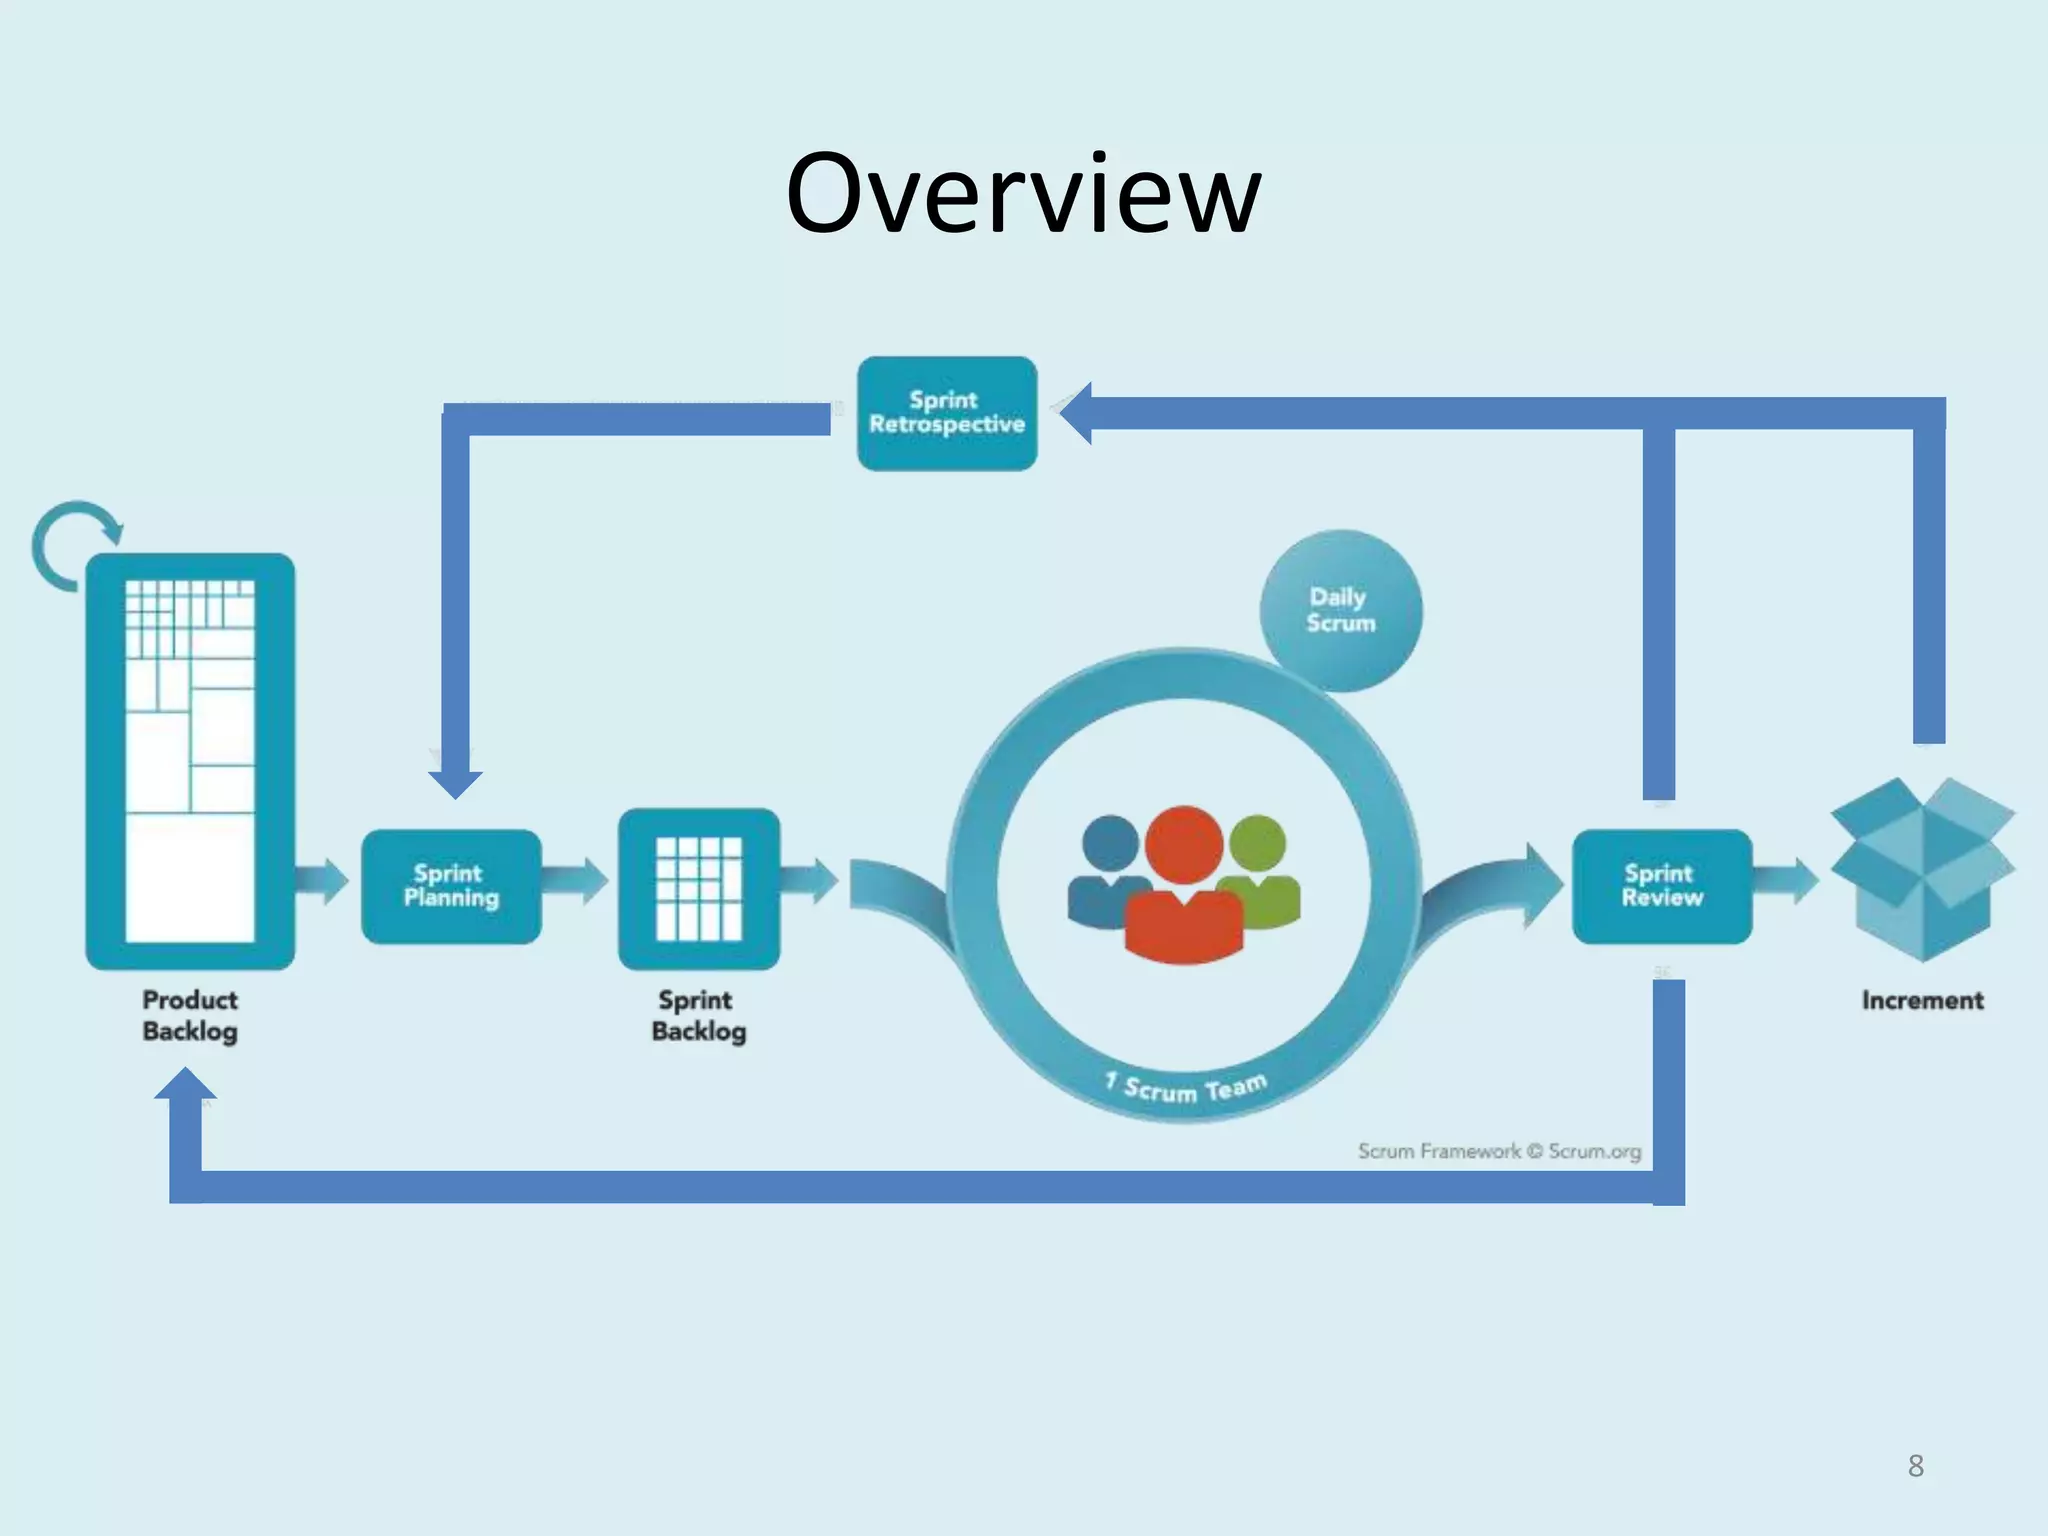 Overview
Sprint
Retrospective
Daily
Scrum
Sprint
Planning
Sprint
Review
Product
Backlog
Sprint
Backlog
Increment
1 Scrum Team
Scrum Framework © Scrum.org
8